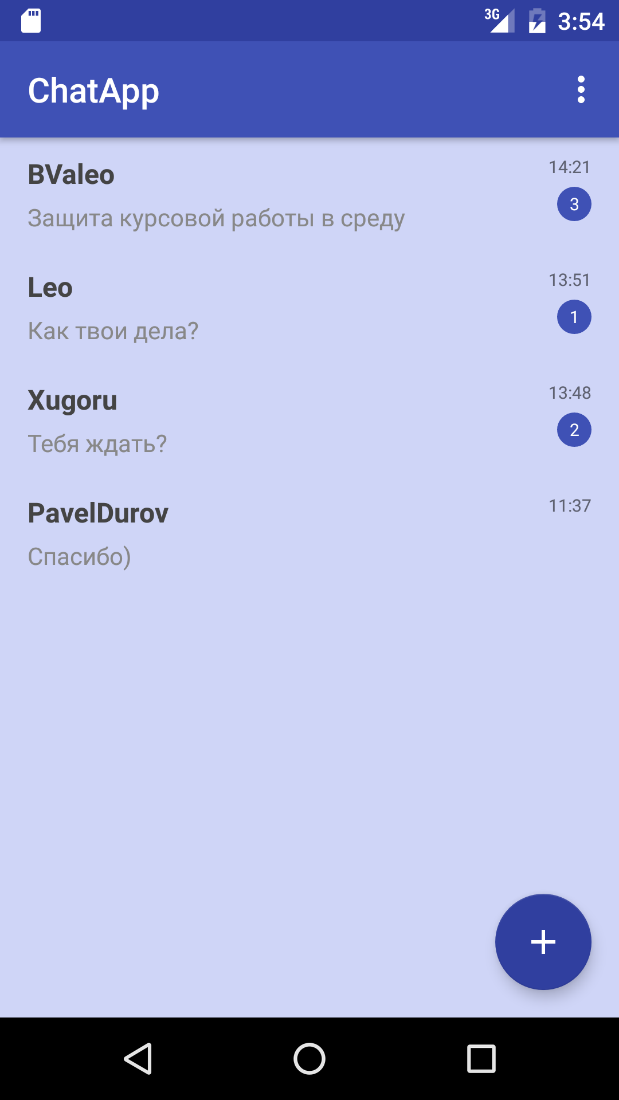 3G 3:54
ChatApp
BValeo 14:21
Защита курсовой работы в среду 3
Leo 13:51
Как твои дела? 1
Xugoru 13:48
Тебя ждать? 2
PavelDurov 11:37
Спасибо)
+